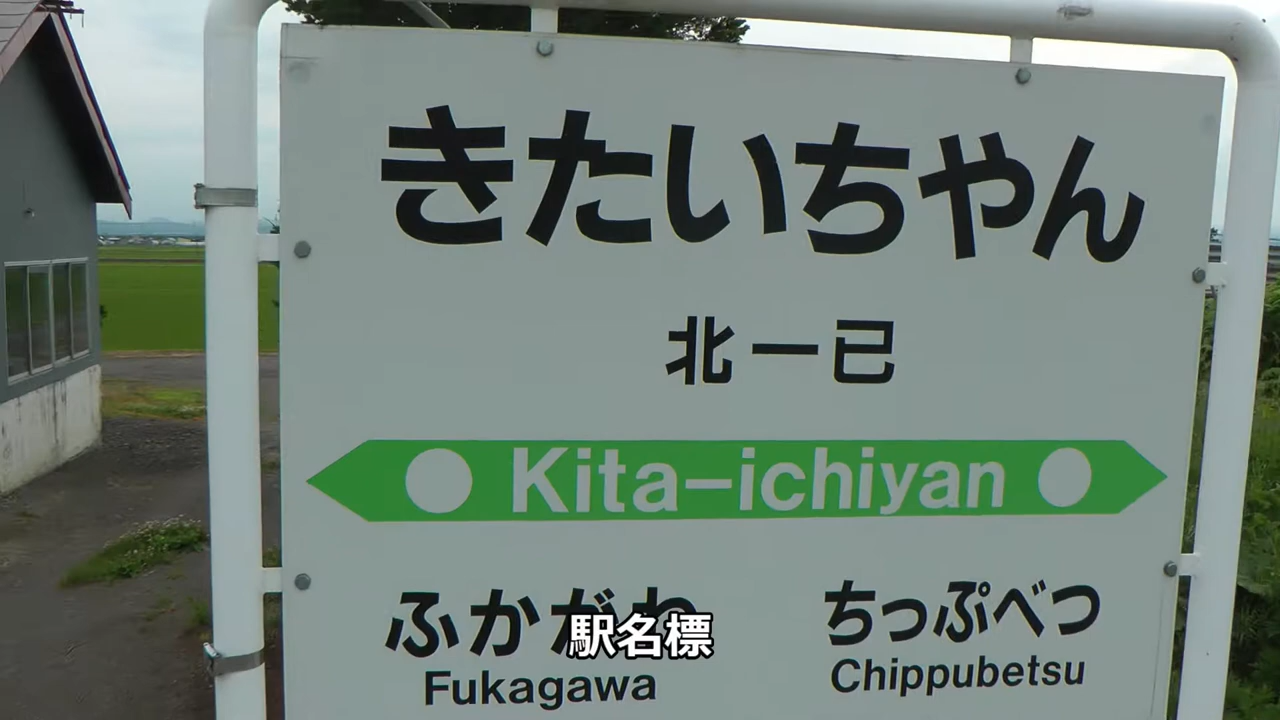 きたいちやん
北一已
Kita-ichiyan
ふかがわ ちっぷべつ
駅名標
Fukagawa Chippubetsu